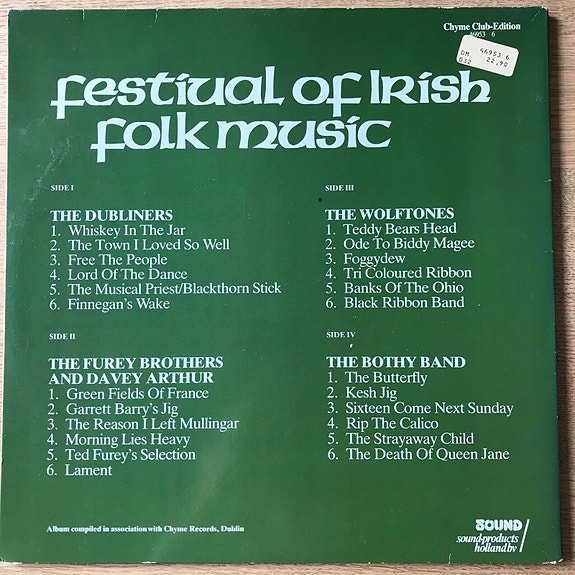 Chyme Club-Edition
46953 6
46953 6
DM
032 22,90
festival of Irish
folk music
SIDE I
THE DUBLINERS
1. Whiskey In The Jar
2. The Town I Loved So Well
3. Free The People
4. Lord Of The Dance
5. The Musical Priest/Blackthorn Stick
6. Finnegan's Wake
SIDE II
THE FUREY BROTHERS
AND DAVEY ARTHUR
1. Green Fields Of France
2. Garrett Barry's Jig
3. The Reason I Left Mullingar
4. Morning Lies Heavy
5. Ted Furey's Selection
6. Lament
SIDE III
THE WOLFTONES
1. Teddy Bears Head
2. Ode To Biddy Magee
3. Foggydew
4. Tri Coloured Ribbon
5. Banks Of The Ohio
6. Black Ribbon Band
SIDE IV
THE BOTHY BAND
1. The Butterfly
2. Kesh Jig
3. Sixteen Come Next Sunday
4. Rip The Calico
5. The Strayaway Child
6. The Death Of Queen Jane
Album compiled in association with Chyme Records, Dublin
SOUND
sound-products
holland bv